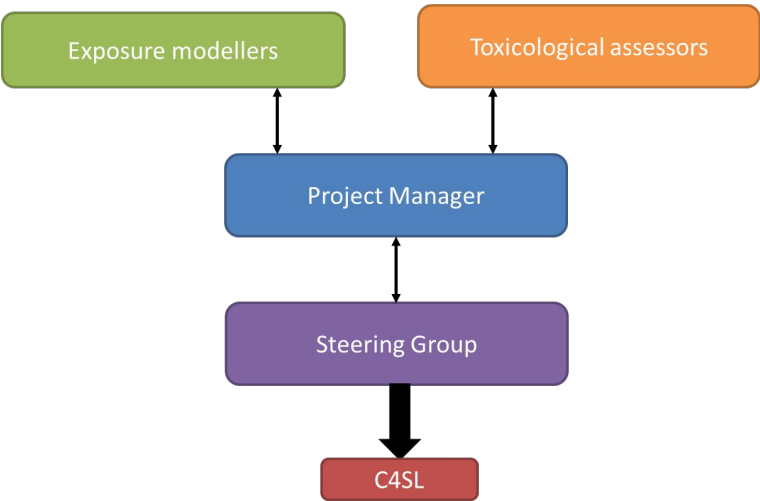 Exposure modellers
Toxicological assessors
Project Manager
Steering Group
C4SL